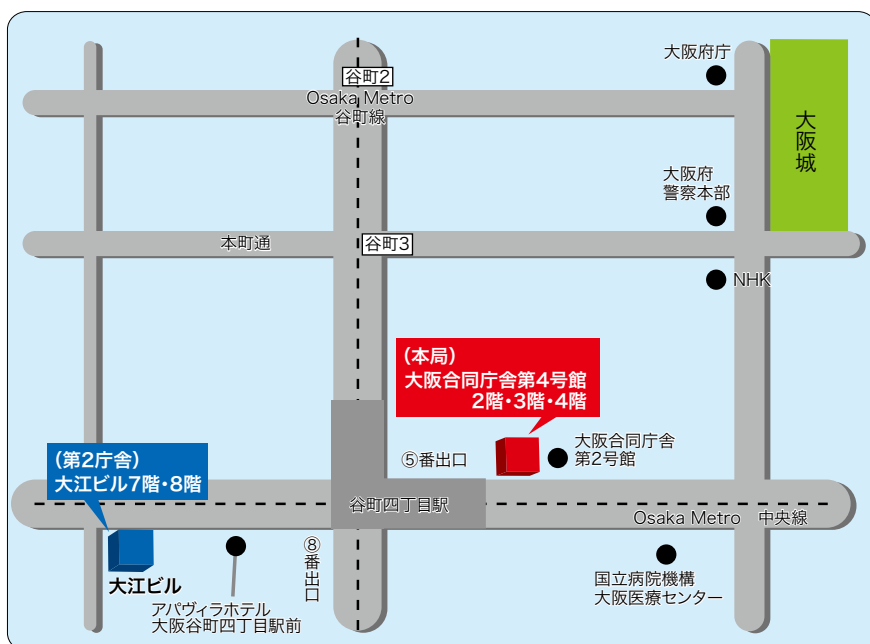 大阪府庁
谷町2
Osaka Metro
谷町線
大阪城
大阪府
警察本部
本町通
谷町3
NHK
(本局)
大阪合同庁舎第4号館
2階・3階・4階
⑤番出口
大阪合同庁舎
第2号館
(第2庁舎)
大江ビル7階・8階
谷町四丁目駅
Osaka Metro 中央線
⑧番出口
大江ビル
アパヴィラホテル
大阪谷町四丁目駅前
国立病院機構
大阪医療センター